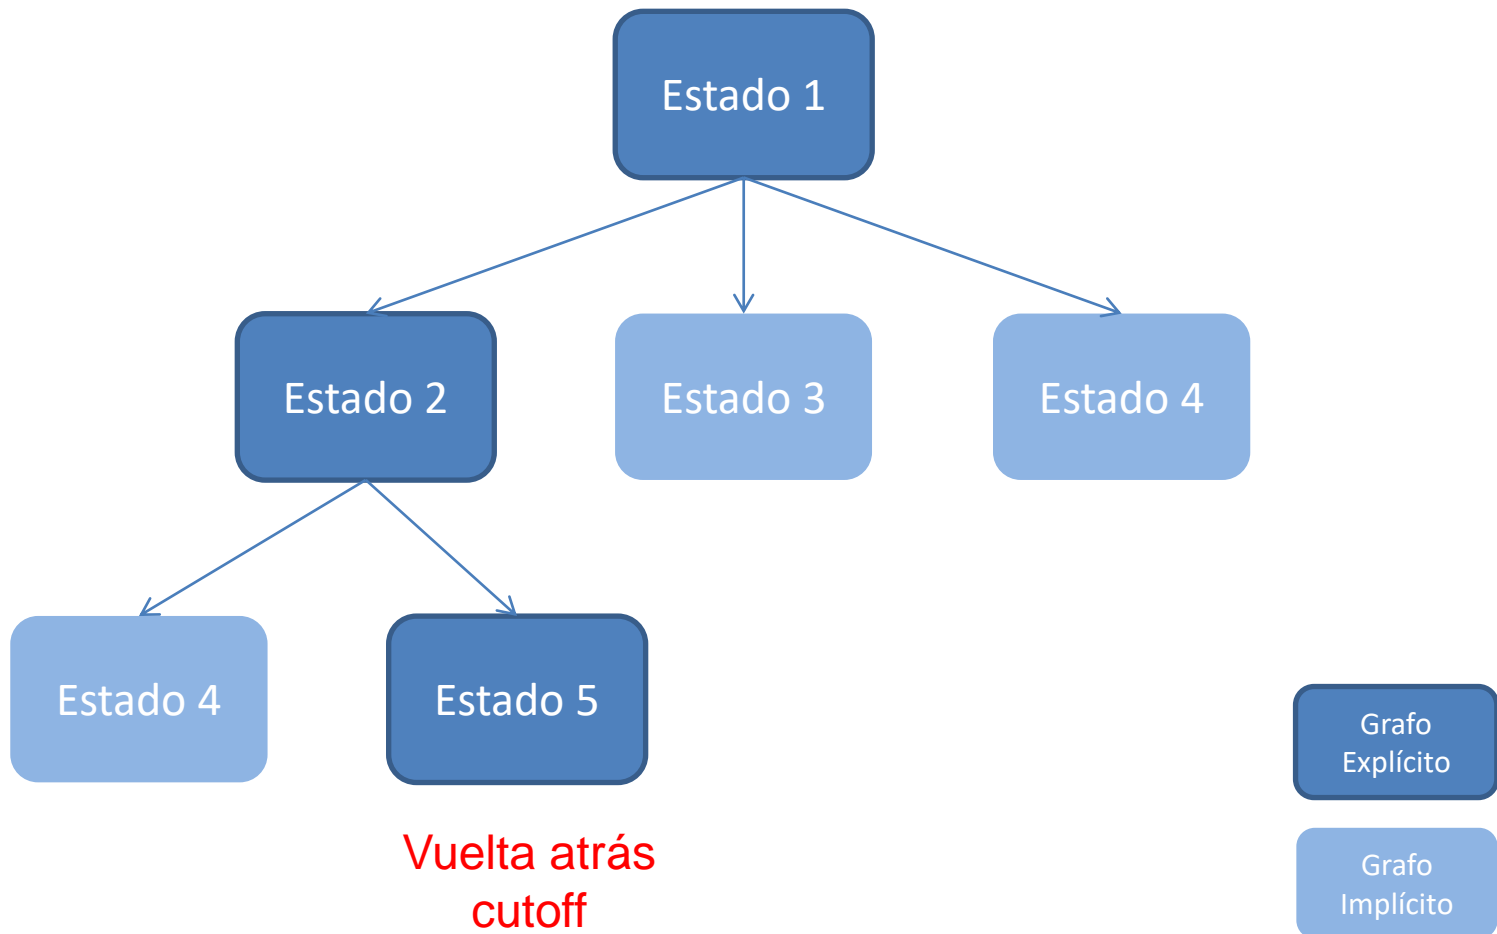 Estado 1
Estado 2
Estado 3
Estado 4
Estado 4
Estado 5
Vuelta atrás
cutoff
Grafo
Explícito
Grafo
Implícito